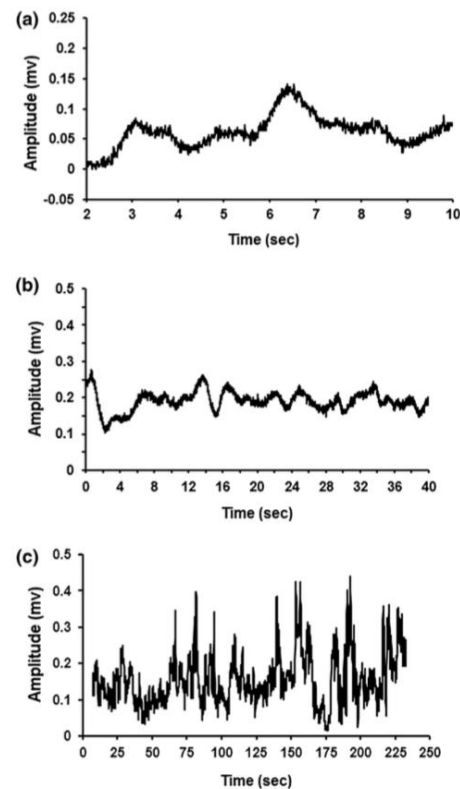 (a)
Amplitude (mv)
0.25
0.2
0.15
0.1
0.05
0
-0.05
2 3 4 5 6 7 8 9 10
Time (sec)
(b)
Amplitude (mv)
0.5
0.4
0.3
0.2
0.1
0
0 4 8 12 16 20 24 28 32 36 40
Time (sec)
(c)
Amplitude (mv)
0.5
0.4
0.3
0.2
0.1
0
0 25 50 75 100 125 150 175 200 225 250
Time (sec)